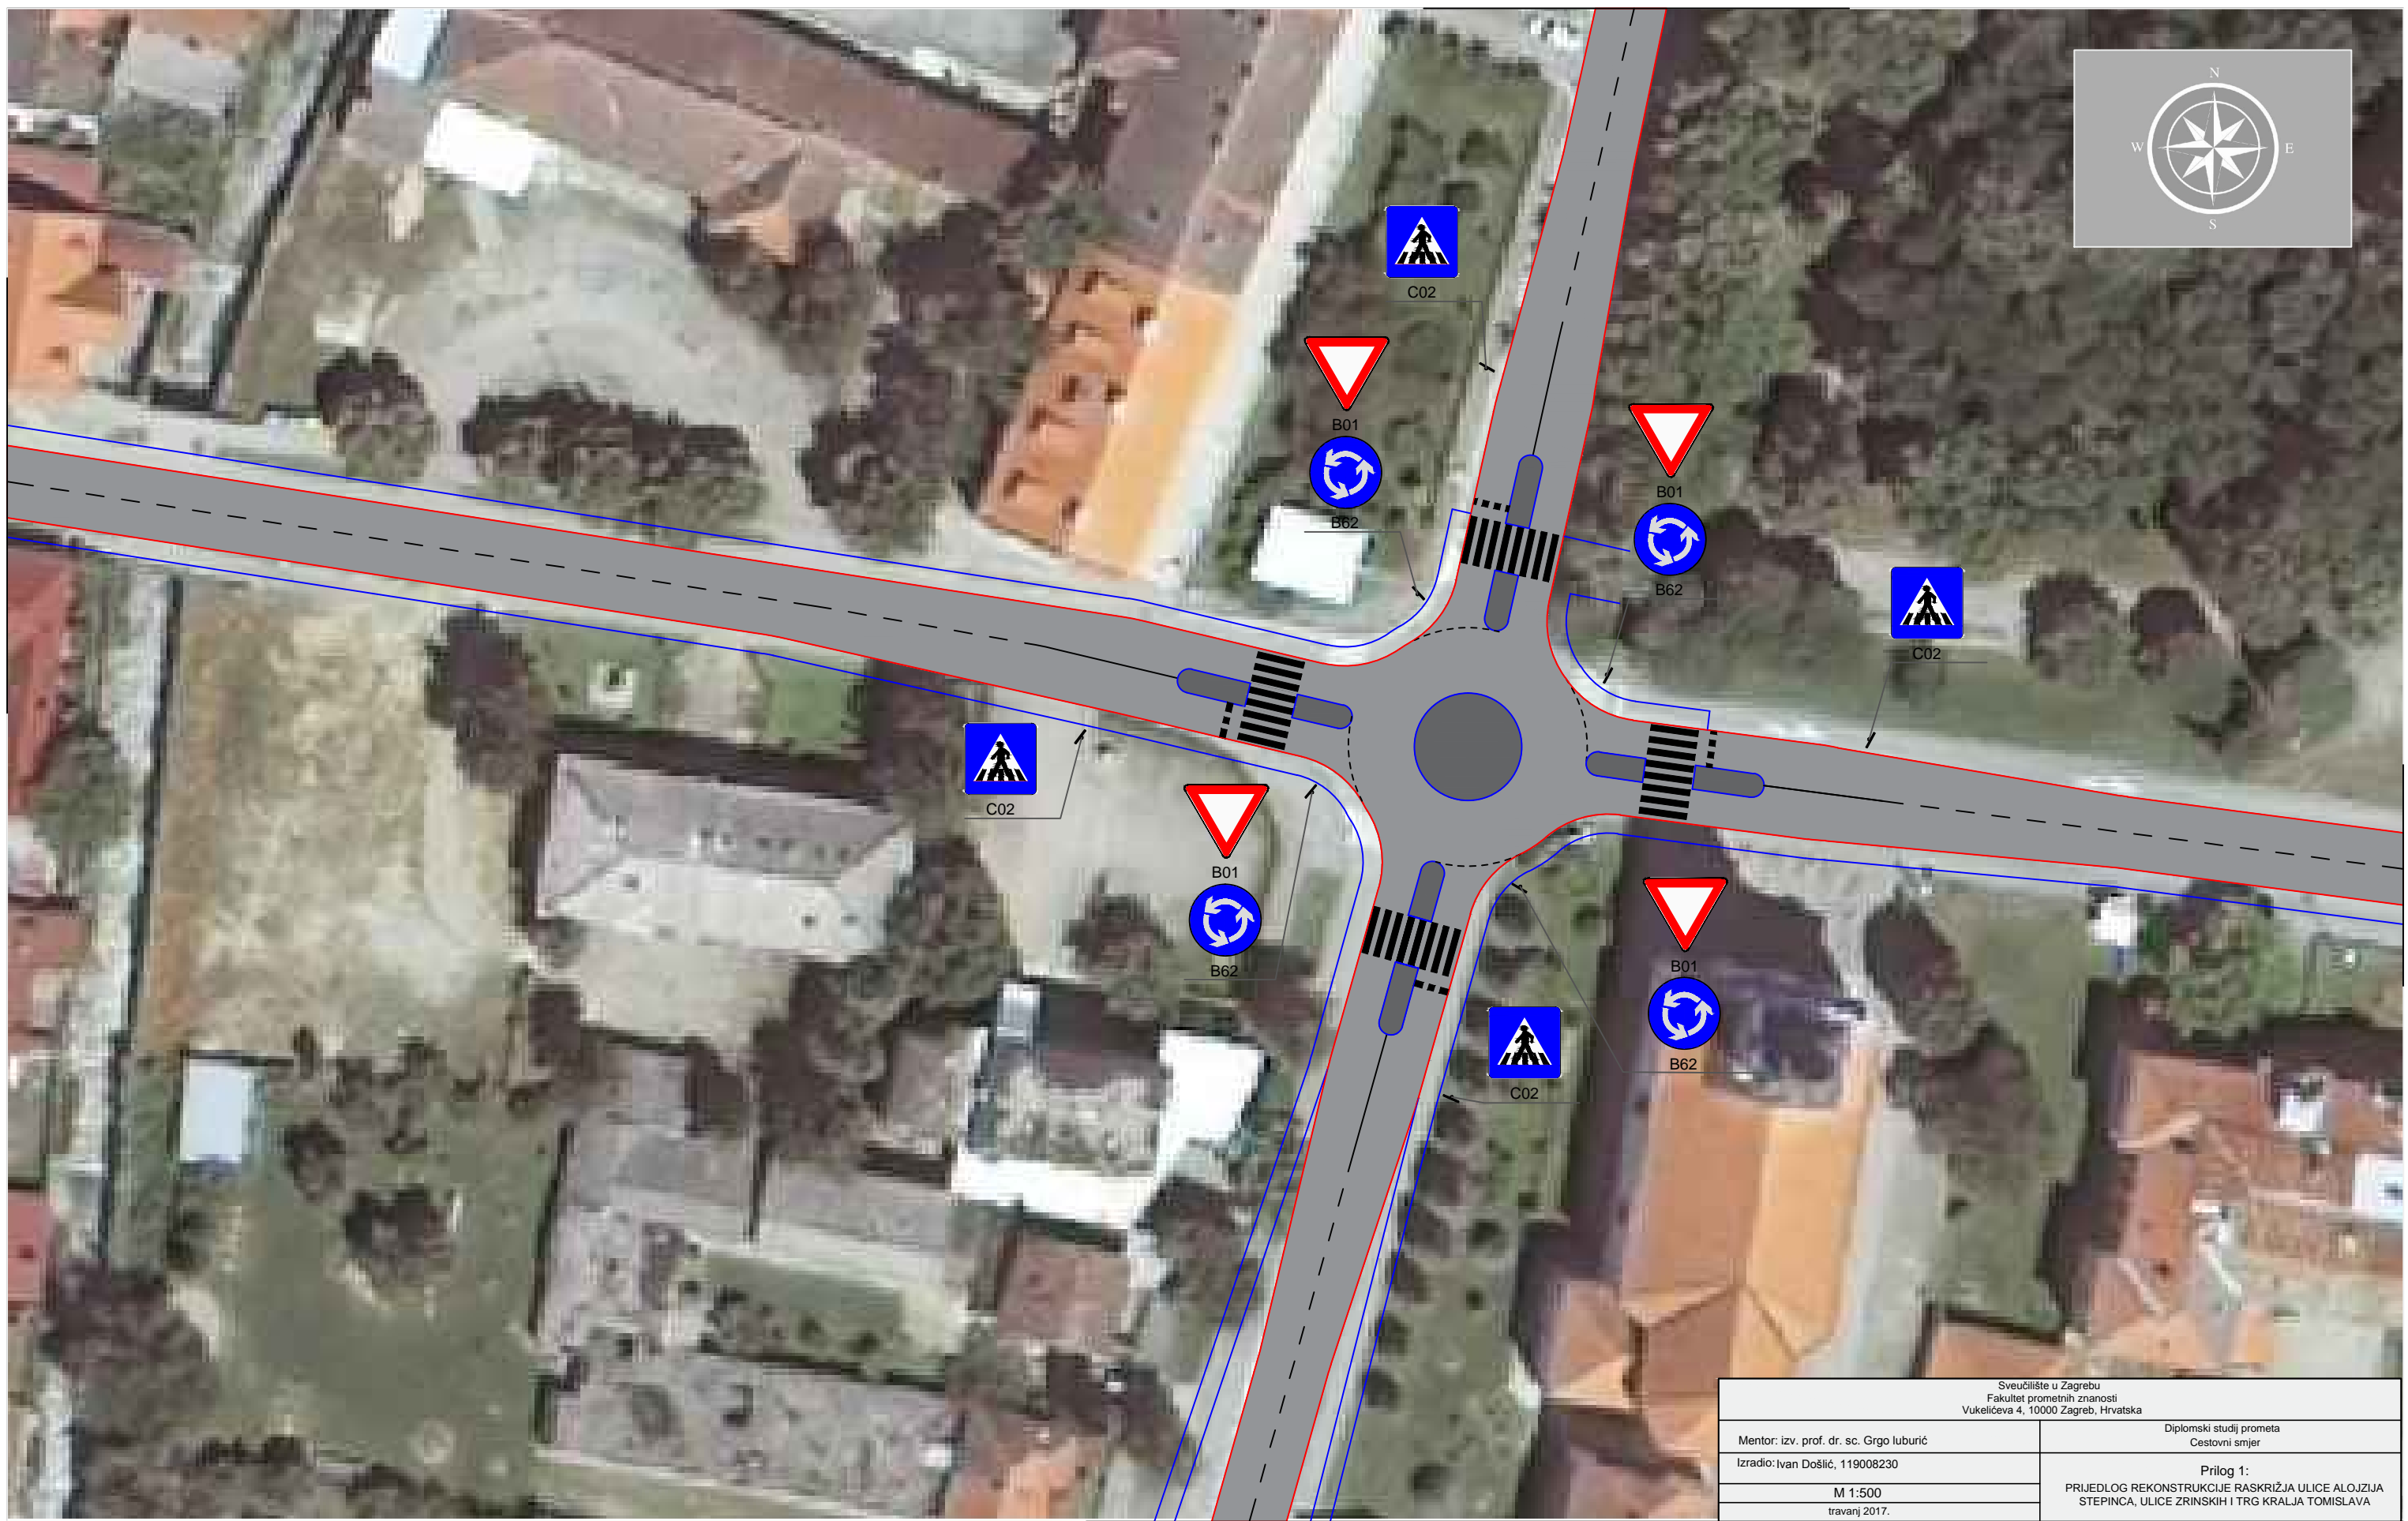 N
W
E
S
C02
B01
B62
B01
B62
C02
C02
B01
B62
B01
B62
C02
Sveučilište u Zagrebu
Fakultet prometnih znanosti
Vukelićeva 4, 10000 Zagreb, Hrvatska
Mentor: izv. prof. dr. sc. Grgo luburić
Diplomski studij prometa
Cestovni smjer
Izradio: Ivan Došlić, 119008230
M 1:500
travanj 2017.
Prilog 1:
PRIJEDLOG REKONSTRUKCIJE RASKRIŽJA ULICE ALOJZIJA
STEPINCA, ULICE ZRINSKIH I TRG KRALJA TOMISLAVA